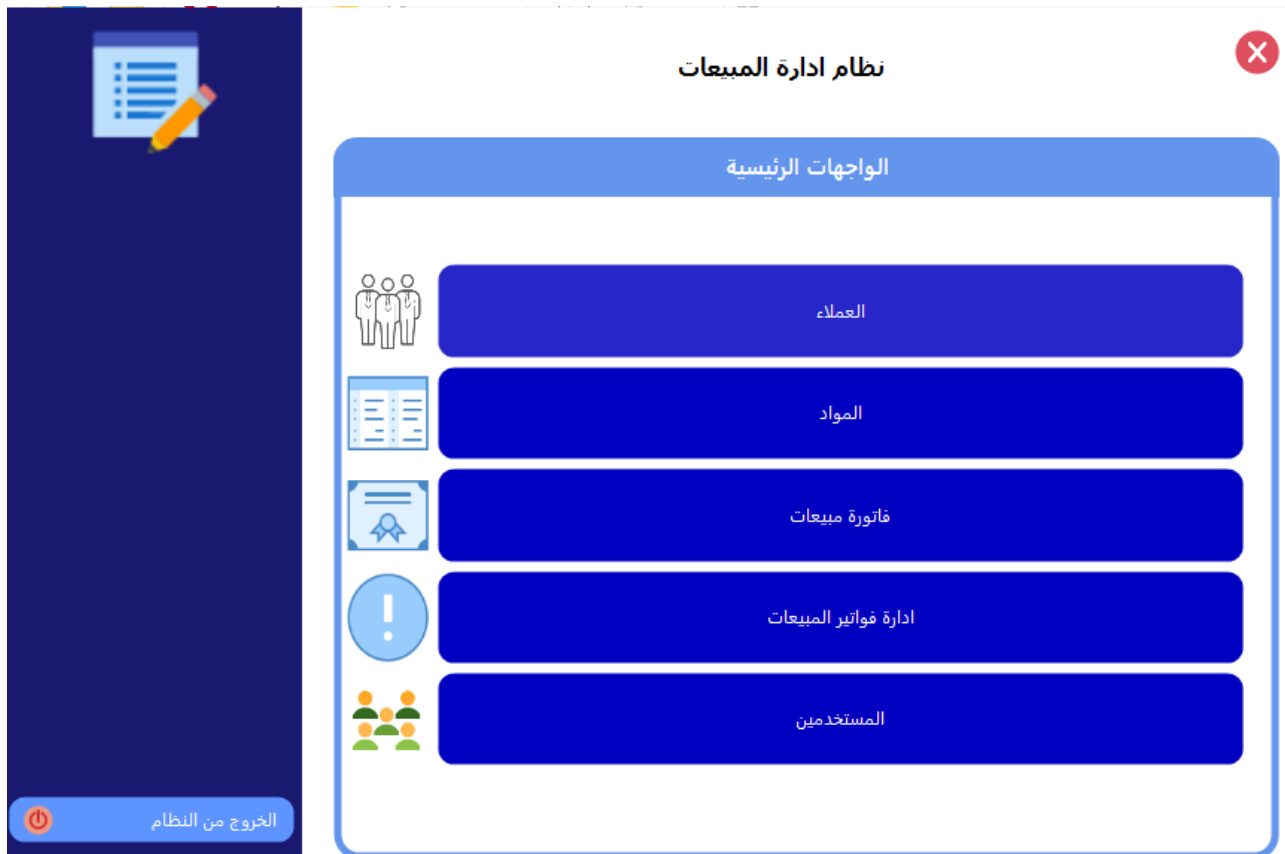 نظام ادارة المبيعات
الواجهات الرئيسية
العملاء
المواد
فاتورة مبيعات
ادارة فواتير المبيعات
المستخدمين
الخروج من النظام